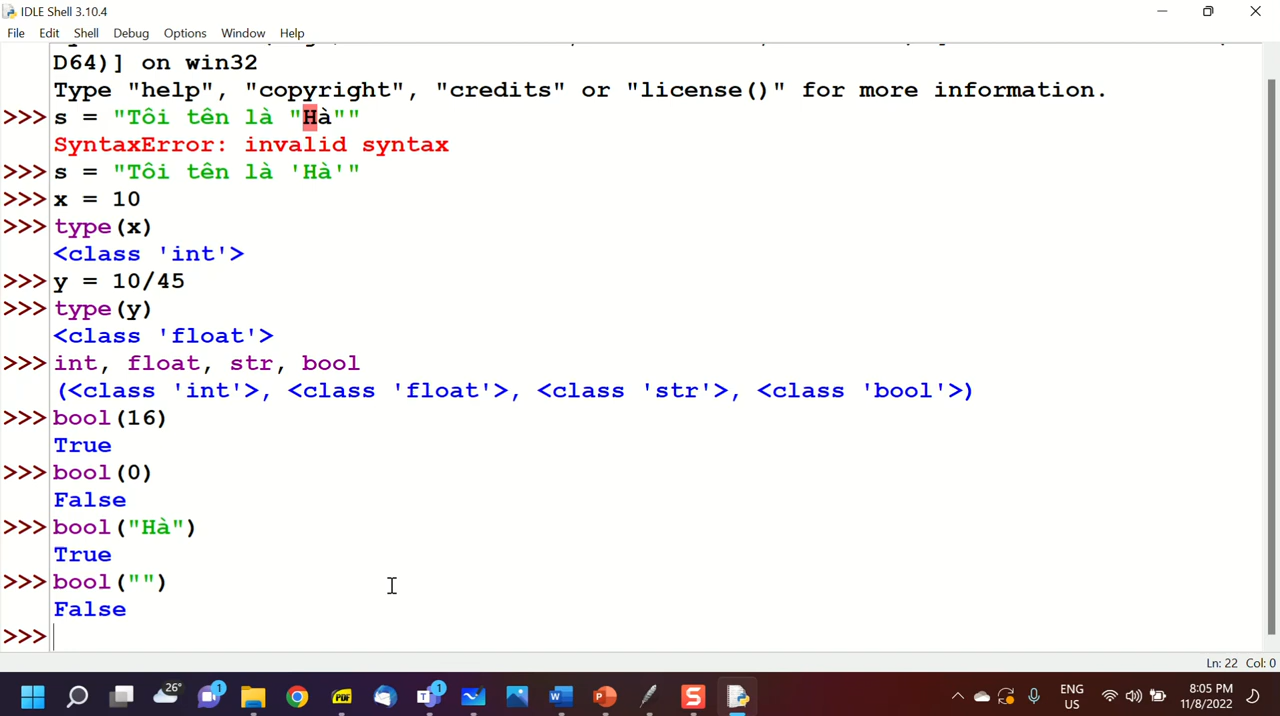 IDLE Shell 3.10.4
File Edit Shell Debug Options Window Help
D64)] on win32
Type "help", "copyright", "credits" or "license()" for more information.
>>> s = "Tôi tên là "Hà""
SyntaxError: invalid syntax
>>> s = "Tôi tên là 'Hà'"
>>> x = 10
>>> type(x)
<class 'int'>
>>> y = 10/45
>>> type(y)
<class 'float'>
>>> int, float, str, bool
(<class 'int'>, <class 'float'>, <class 'str'>, <class 'bool'>)
>>> bool(16)
True
>>> bool(0)
False
>>> bool("Hà")
True
>>> bool("")
False
>>>
Ln: 22 Col: 0
26° 1 PDF 1 ENG 8:05 PM
US 11/8/2022